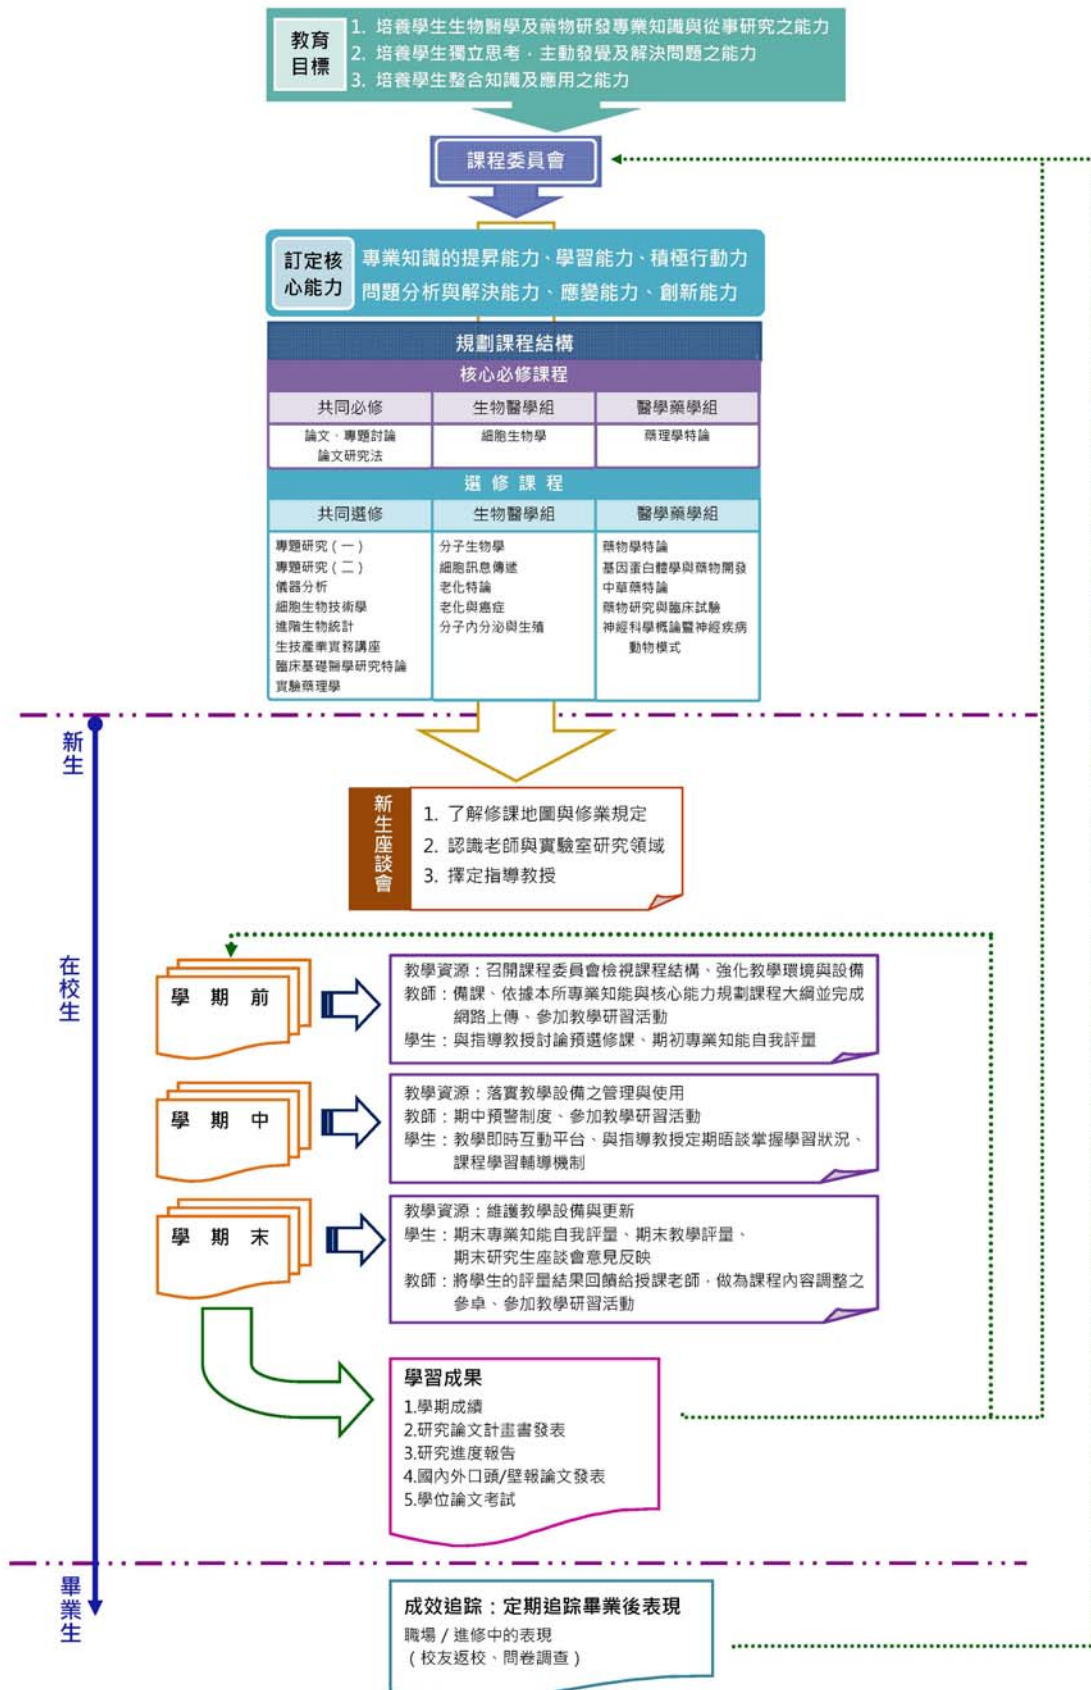 教育
目標
1. 培養學生生物醫學及藥物研發專業知識與從事研究之能力
2. 培養學生獨立思考，主動發覺及解決問題之能力
3. 培養學生整合知識及應用之能力
課程委員會
訂定核
心能力
專業知識的提昇能力、學習能力、積極行動力
問題分析與解決能力、應變能力、創新能力
規劃課程結構
核心必修課程
共同必修
生物醫學組
醫學藥學組
論文、專題討論
論文研究法
細胞生物學
藥理學特論
選修課程
共同選修
生物醫學組
醫學藥學組
專題研究(一)
專題研究(二)
儀器分析
細胞生物技術學
進階生物統計
生技產業實務講座
臨床基礎醫學研究特論
實驗藥理學
分子生物學
細胞訊息傳遞
老化特論
老化與癌症
分子內分泌與生殖
藥物學特論
基因蛋白體學與藥物開發
中草藥特論
藥物研究與臨床試驗
神經科學概論暨神經疾病
動物模式
新生
新生座談會
1. 了解修課地圖與修業規定
2. 認識老師與實驗室研究領域
3. 擇定指導教授
在校生
學期前
教學資源：召開課程委員會檢視課程結構、強化教學環境與設備
教師：備課、依據本所專業知能與核心能力規劃課程大綱並完成
網路上傳、參加教學研習活動
學生：與指導教授討論預選修課、期初專業知能自我評量
學期中
教學資源：落實教學設備之管理與使用
教師：期中預警制度、參加教學研習活動
學生：教學即時互動平台、與指導教授定期晤談掌握學習狀況、
課程學習輔導機制
學期末
教學資源：維護教學設備與更新
學生：期末專業知能自我評量、期末教學評量、
期末研究生座談會意見反映
教師：將學生的評量結果回饋給授課老師，做為課程內容調整之
參卓、參加教學研習活動
學習成果
1.學期成績
2.研究論文計畫書發表
3.研究進度報告
4.國內外口頭/壁報論文發表
5.學位論文考試
畢業生
成效追踪：定期追踪畢業後表現
職場 / 進修中的表現
(校友返校、問卷調查)